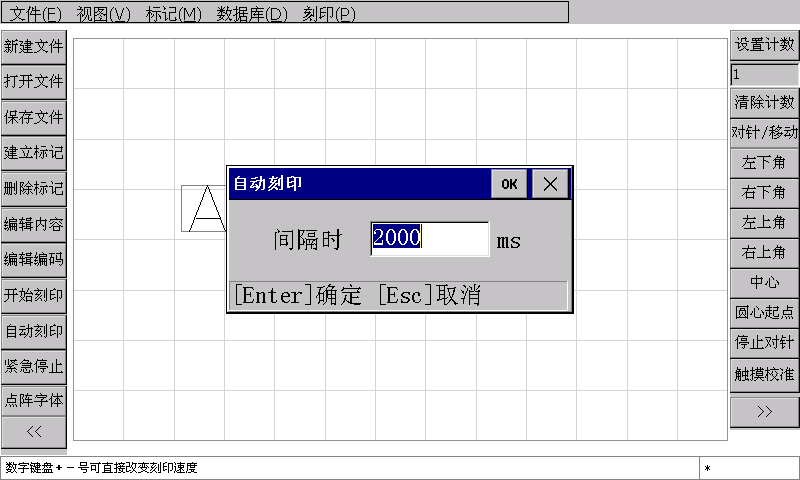 文件(F) 视图(V) 标记(M) 数据库(D) 刻印(P)
新建文件
打开文件
保存文件
建立标记
删除标记
编辑内容
编辑编码
开始刻印
自动刻印
紧急停止
点阵字体
<<
A
自动刻印 OK
间隔时 2000 ms
[Enter]确定 [Esc]取消
设置计数
1
清除计数
对针/移动
左下角
右下角
左上角
右上角
中心
圆心起点
停止对针
触摸校准
>>
数字键盘+-号可直接改变刻印速度 *